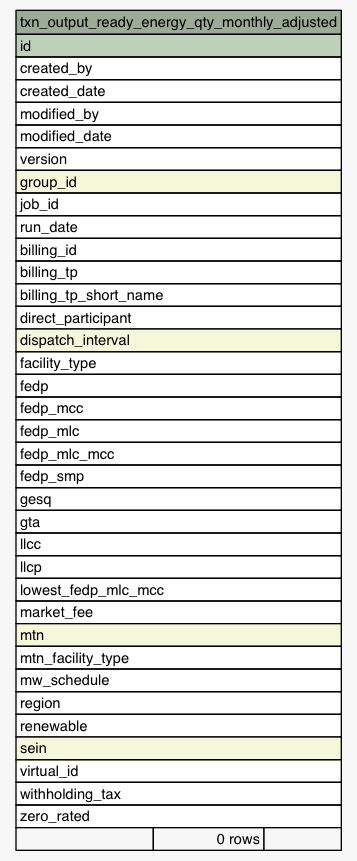 txn_output_ready_energy_qty_monthly_adjusted
id
created_by
created_date
modified_by
modified_date
version
group_id
job_id
run_date
billing_id
billing_tp
billing_tp_short_name
direct_participant
dispatch_interval
facility_type
fedp
fedp_mcc
fedp_mlc
fedp_mlc_mcc
fedp_smp
gesq
gta
llcc
llcp
lowest_fedp_mlc_mcc
market_fee
mtn
mtn_facility_type
mw_schedule
region
renewable
sein
virtual_id
withholding_tax
zero_rated
0 rows